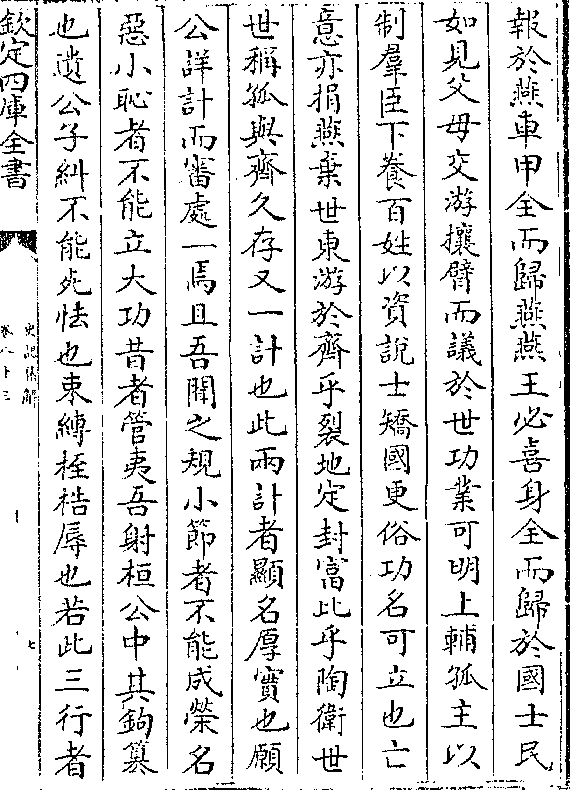 報於燕車甲全而歸燕燕王必喜身全而歸於國士民
如見父母交游攘臂而議於世功業可明上輔孤主以
制羣臣下養百姓以資說士矯國更俗功名可立也亡
意亦捐燕棄世東游於齊乎裂地定封富比乎陶衛世
世稱孤與齊久存又一計也此兩計者顯名厚實也願
公詳計而審處一焉且吾聞之規小節者不能成榮名
惡小恥者不能立大功昔者管夷吾射桓公中其鉤篡
也遺公子糾不能死怯也束縛桎梏辱也若此三行者
欽定四庫全書
史記集解
卷八十三
七